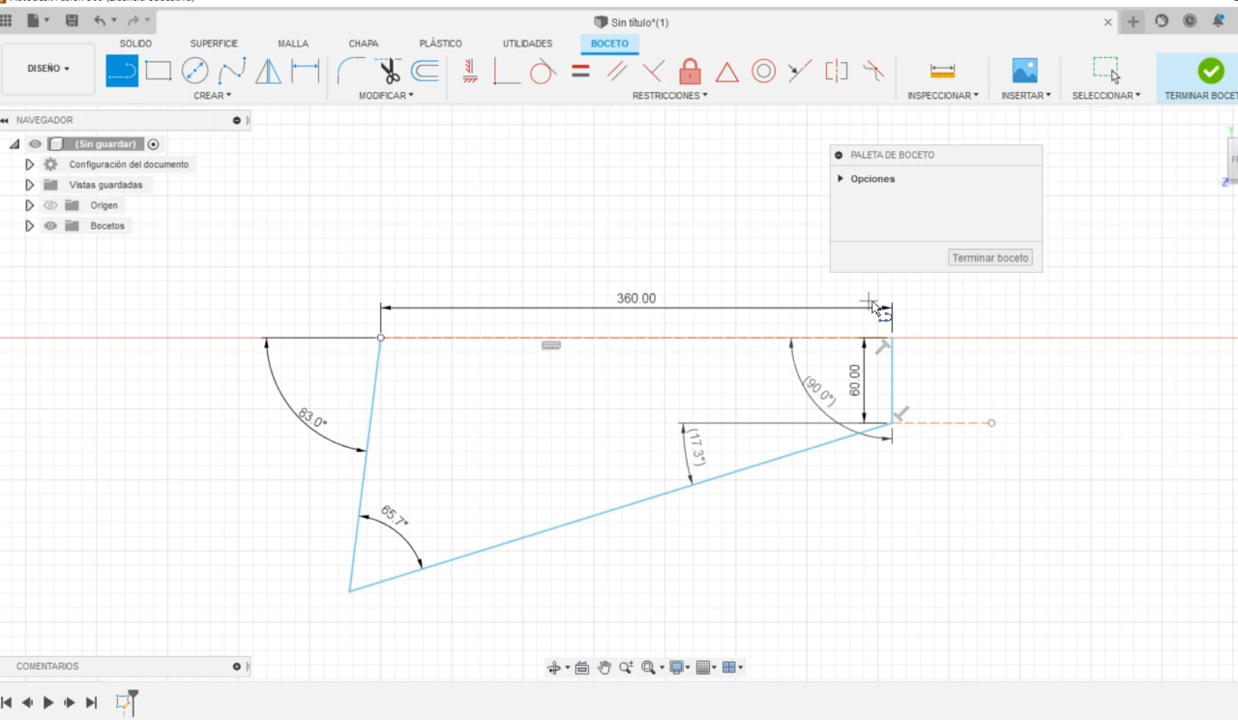 Sin título*(1)
SOLIDO SUPERFICIE MALLA CHAPA PLÁSTICO UTILIDADES BOCETO
DISEÑO
CREAR MODIFICAR RESTRICCIONES INSPECCIONAR INSERTAR SELECCIONAR TERMINAR BOCET
NAVEGADOR
(Sin guardar)
Configuración del documento
Vistas guardadas
Origen
Bocetos
PALETA DE BOCETO
Opciones
Terminar boceto
360.00
60.00
(90.0°)
83.0°
(17.3°)
65.7°
COMENTARIOS